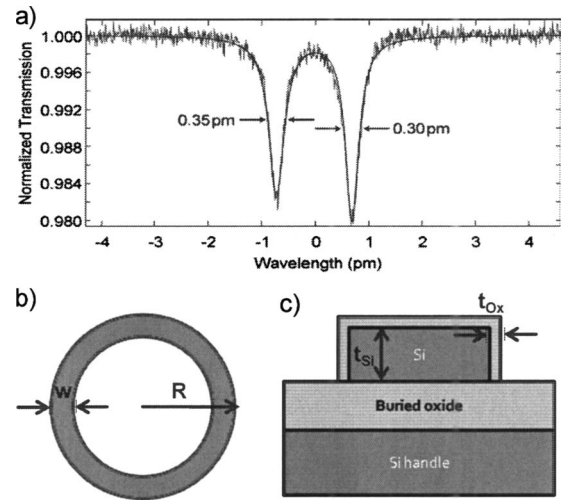 a)
Normalized Transmission
1.000
0.996
0.992
0.988
0.984
0.980
0.35pm
0.30pm
-4 -3 -2 -1 0 1 2 3 4
Wavelength (pm)
b)
w
R
c)
tOx
tSi
Si
Buried oxide
Si handle